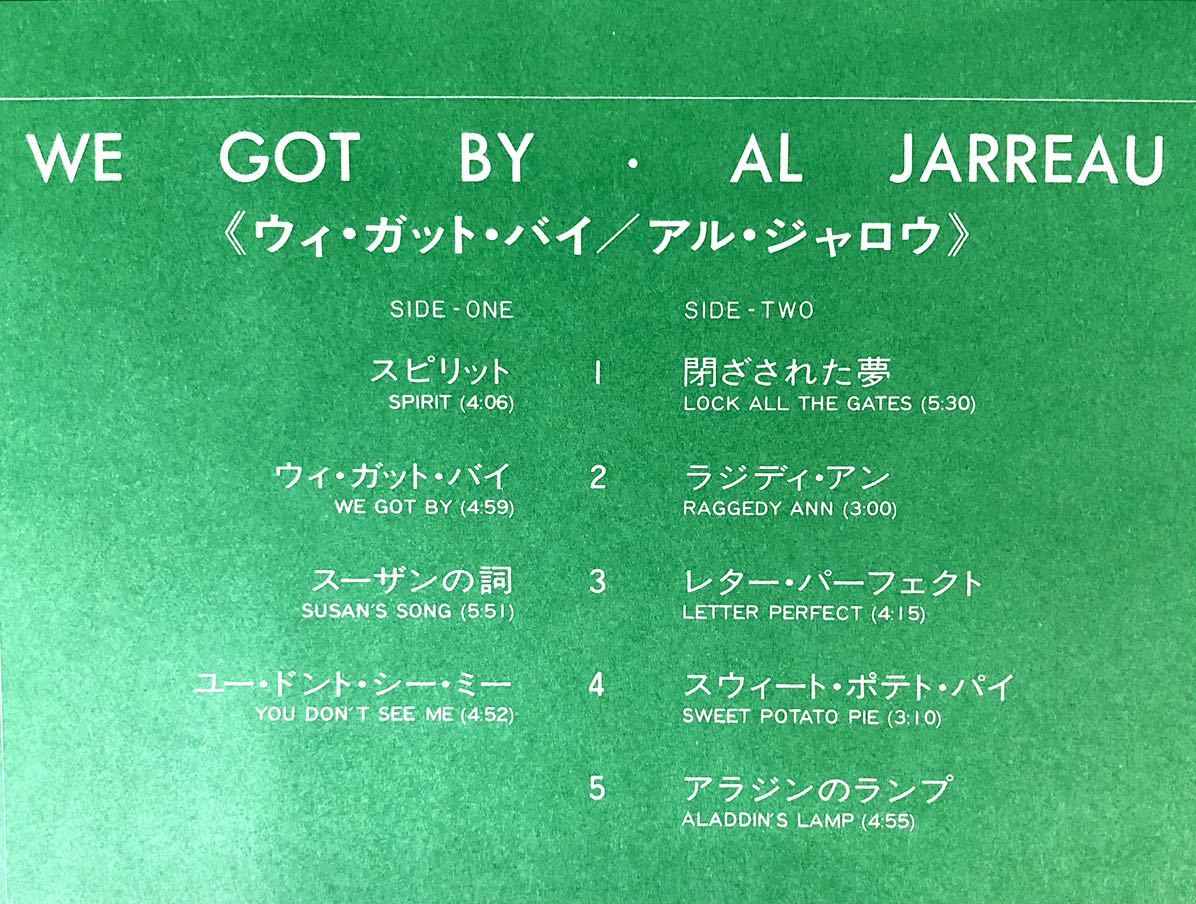 WE GOT BY · AL JARREAU
《ウィ・ガット・バイ／アル・ジャロウ》
SIDE-ONE
スピリット 1
SPIRIT (4:06)
ウィ・ガット・バイ 2
WE GOT BY (4:59)
スーザンの詞 3
SUSAN'S SONG (5:51)
ユー・ドント・シー・ミー 4
YOU DON'T SEE ME (4:52)
5
SIDE-TWO
閉ざされた夢
LOCK ALL THE GATES (5:30)
ラジディ・アン
RAGGEDY ANN (3:00)
レター・パーフェクト
LETTER PERFECT (4:15)
スウィート・ポテト・パイ
SWEET POTATO PIE (3:10)
アラジンのランプ
ALADDIN'S LAMP (4:55)